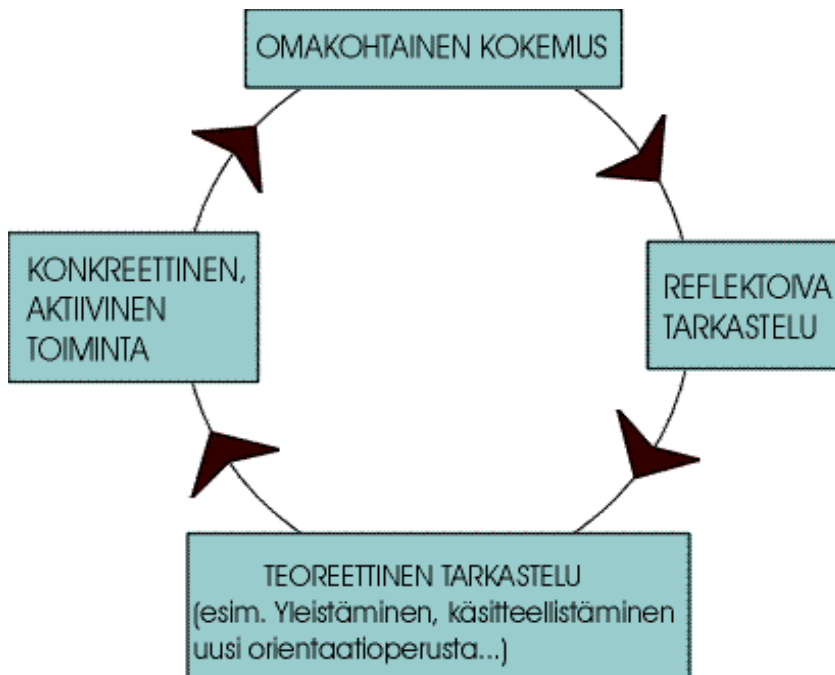 OMAKOHTAINEN KOKEMUS
REFLEKTOIVA
TARKASTELU
TEOREETTINEN TARKASTELU
(esim. Yleistäminen, käsitteellistäminen
uusi orientaatioperusta...)
KONKREETTINEN,
AKTIIVINEN
TOIMINTA